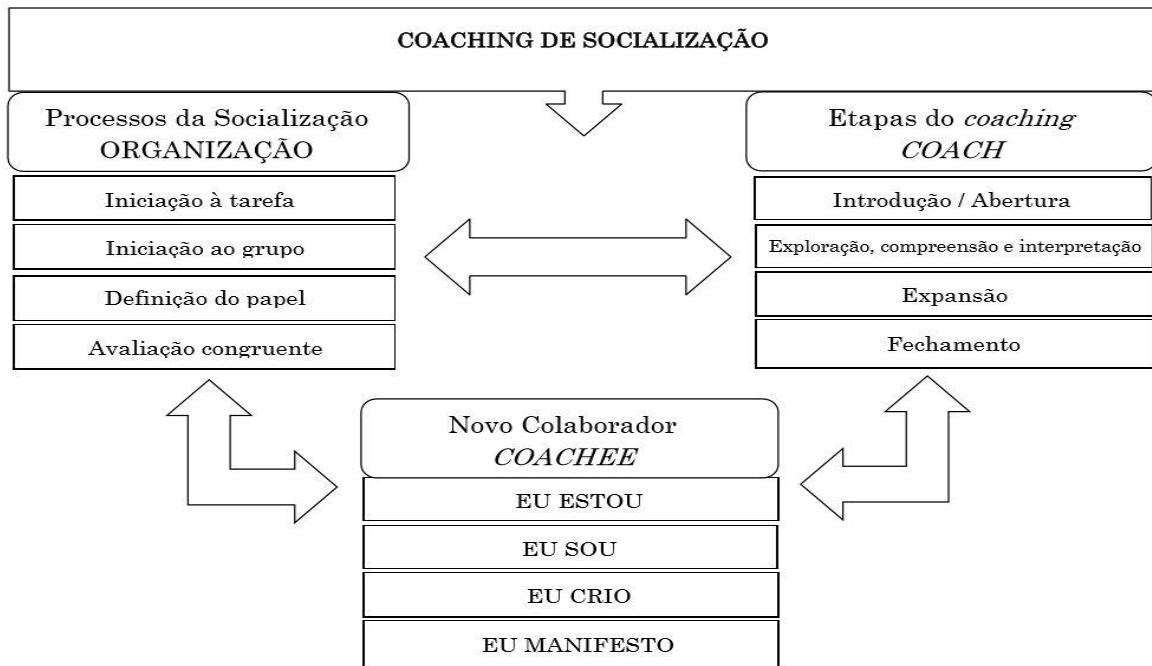 COACHING DE SOCIALIZAÇÃO
Processos da Socialização
ORGANIZAÇÃO
Iniciação à tarefa
Iniciação ao grupo
Definição do papel
Avaliação congruente
Etapas do coaching
COACH
Introdução / Abertura
Exploração, compreensão e interpretação
Expansão
Fechamento
Novo Colaborador
COACHEE
EU ESTOU
EU SOU
EU CRIO
EU MANIFESTO